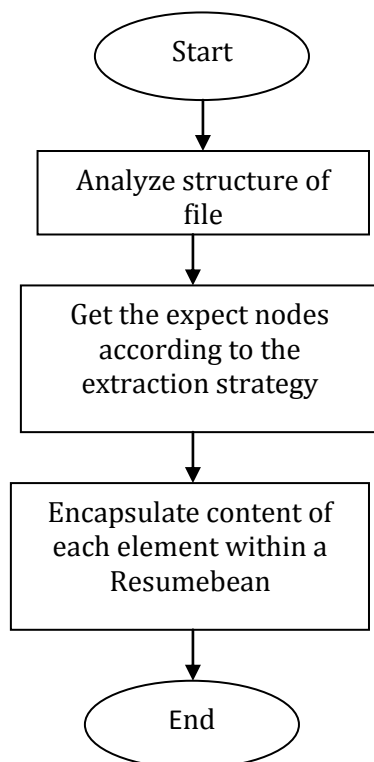 Start
Analyze structure of
file
Get the expect nodes
according to the
extraction strategy
Encapsulate content of
each element within a
Resumebean
End